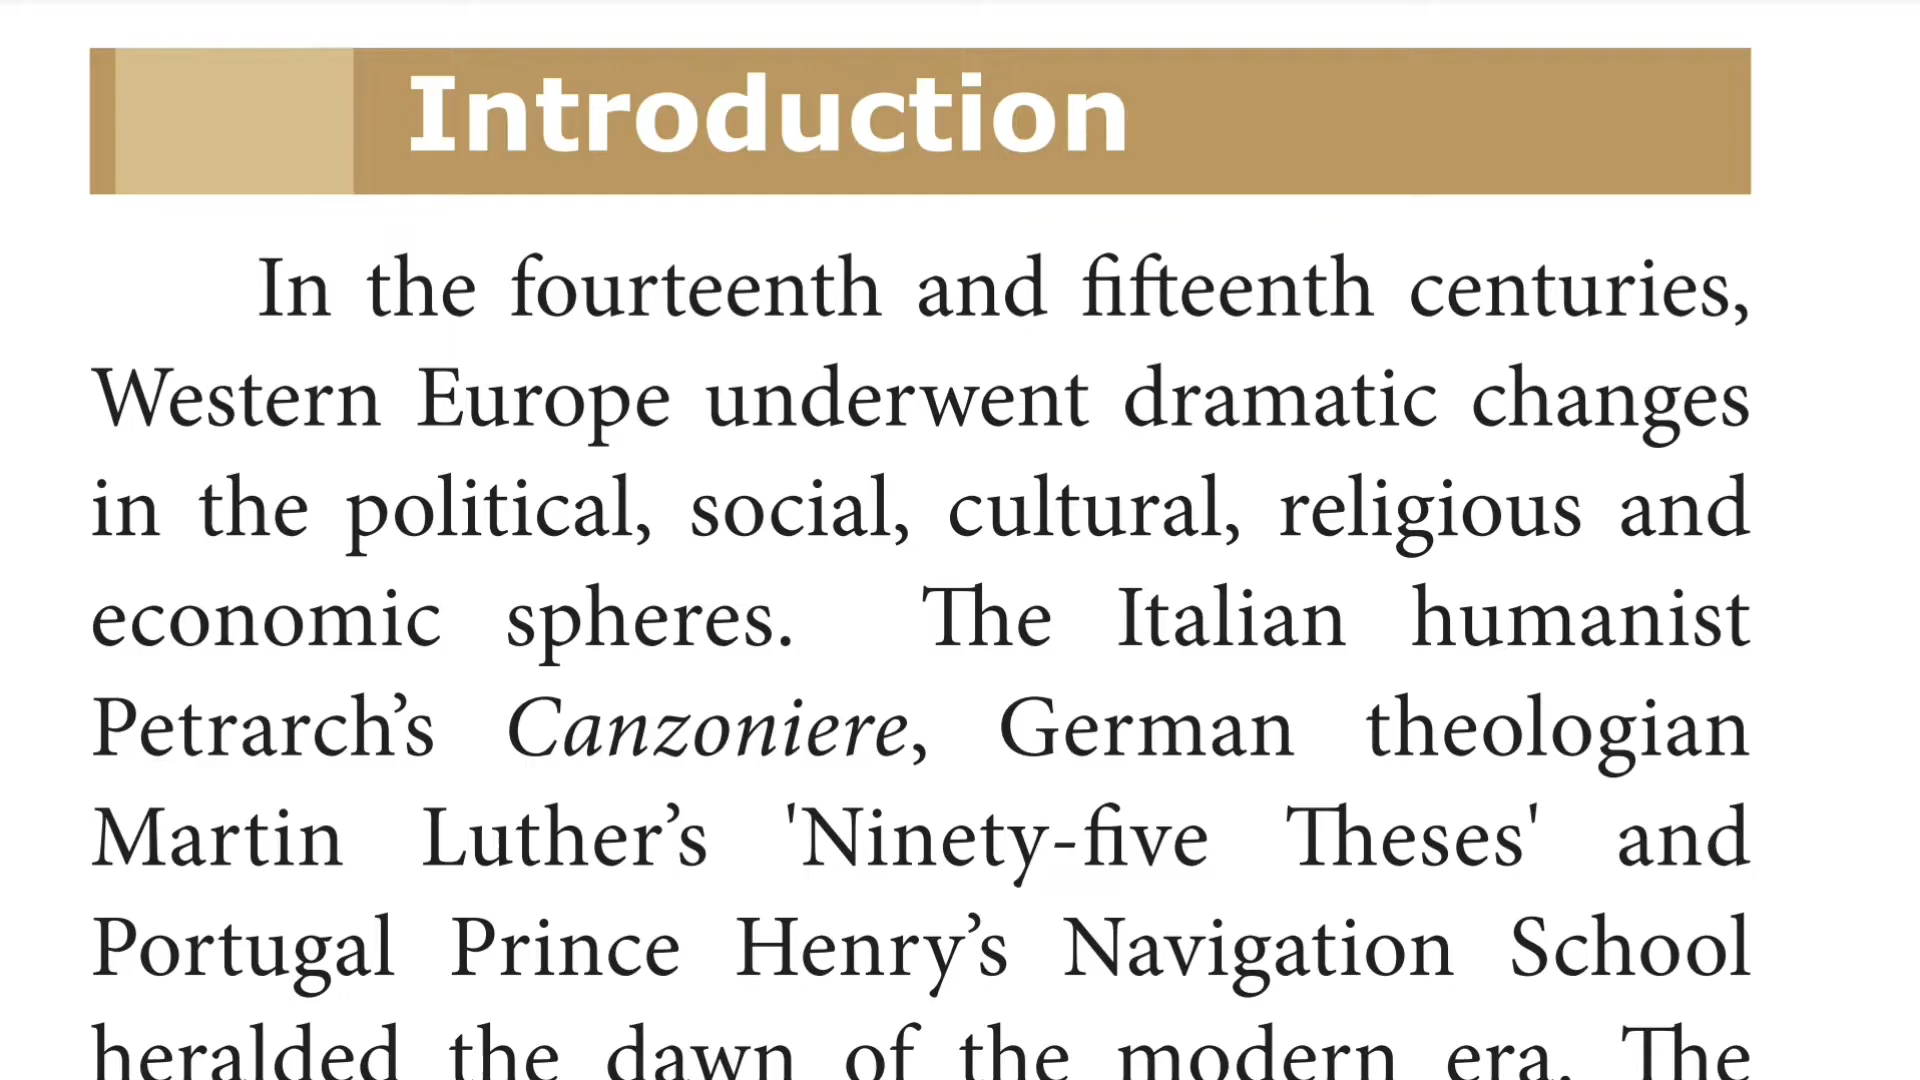 Introduction
In the fourteenth and fifteenth centuries,
Western Europe underwent dramatic changes
in the political, social, cultural, religious and
economic spheres. The Italian humanist
Petrarch’s Canzoniere, German theologian
Martin Luther’s 'Ninety-five Theses' and
Portugal Prince Henry’s Navigation School
heralded the dawn of the modern era. The